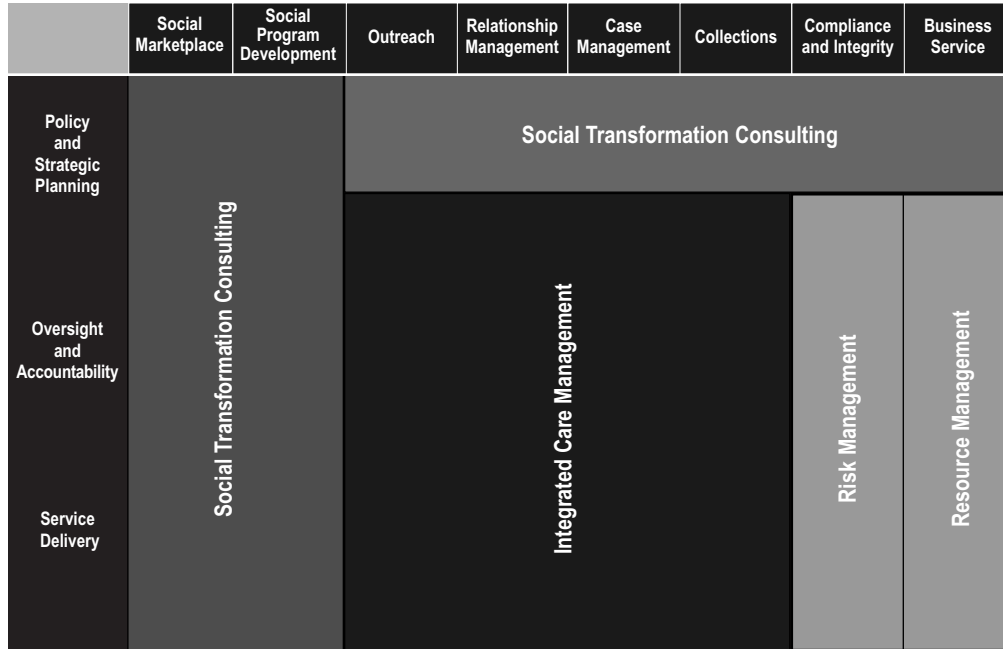 Social
Marketplace
Social
Program
Development
Outreach
Relationship
Management
Case
Management
Collections
Compliance
and Integrity
Business
Service
Policy
and
Strategic
Planning
Social Transformation Consulting
Social Transformation Consulting
Oversight
and
Accountability
Integrated Care Management
Risk Management
Resource Management
Service
Delivery